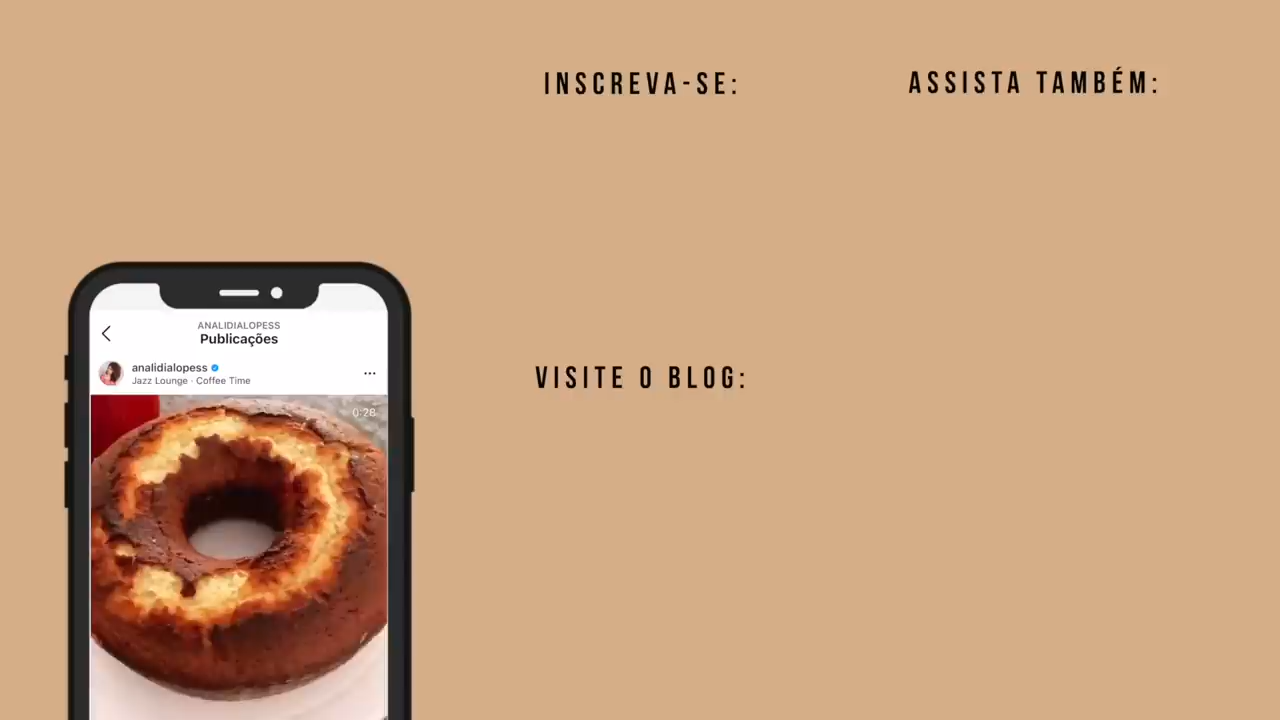 INSCREVA-SE:
ASSISTA TAMBÉM:
VISITE O BLOG:
ANALIDIALOPESS
Publicações
analidialopess
Jazz Lounge · Coffee Time
0:28